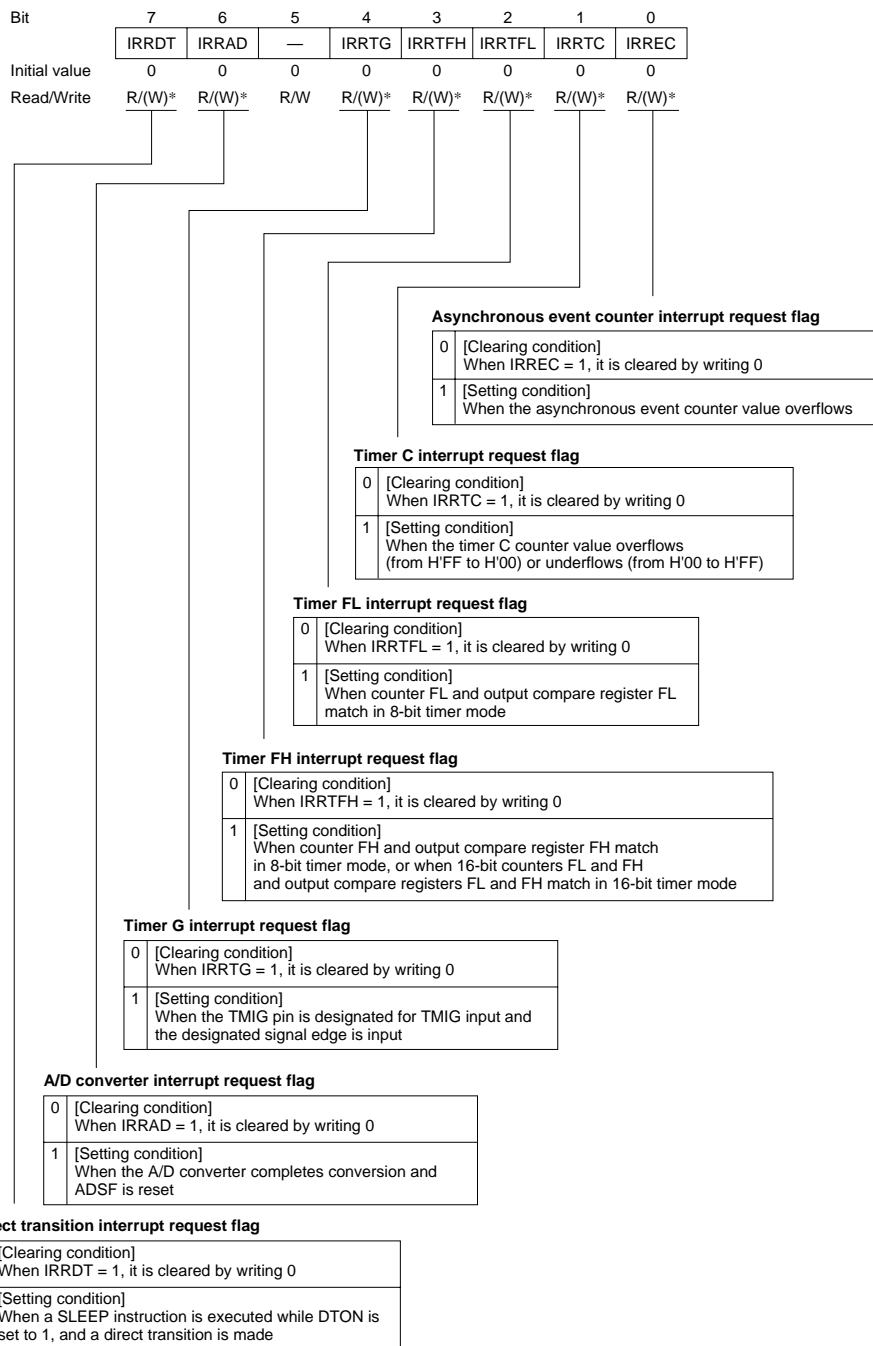 Bit 7 6 5 4 3 2 1 0
IRRDT IRRAD — IRRTG IRRTFH IRRTFL IRRTC IRREC
Initial value 0 0 0 0 0 0 0 0
Read/Write R/(W)* R/(W)* R/W R/(W)* R/(W)* R/(W)* R/(W)* R/(W)*
Asynchronous event counter interrupt request flag
0 [Clearing condition]
When IRREC = 1, it is cleared by writing 0
1 [Setting condition]
When the asynchronous event counter value overflows
Timer C interrupt request flag
0 [Clearing condition]
When IRRTC = 1, it is cleared by writing 0
1 [Setting condition]
When the timer C counter value overflows
(from H'FF to H'00) or underflows (from H'00 to H'FF)
Timer FL interrupt request flag
0 [Clearing condition]
When IRRTFL = 1, it is cleared by writing 0
1 [Setting condition]
When counter FL and output compare register FL
match in 8-bit timer mode
Timer FH interrupt request flag
0 [Clearing condition]
When IRRTFH = 1, it is cleared by writing 0
1 [Setting condition]
When counter FH and output compare register FH match
in 8-bit timer mode, or when 16-bit counters FL and FH
and output compare registers FL and FH match in 16-bit timer mode
Timer G interrupt request flag
0 [Clearing condition]
When IRRTG = 1, it is cleared by writing 0
1 [Setting condition]
When the TMIG pin is designated for TMIG input and
the designated signal edge is input
A/D converter interrupt request flag
0 [Clearing condition]
When IRRAD = 1, it is cleared by writing 0
1 [Setting condition]
When the A/D converter completes conversion and
ADSF is reset
ect transition interrupt request flag
[Clearing condition]
When IRRDT = 1, it is cleared by writing 0
[Setting condition]
When a SLEEP instruction is executed while DTON is
set to 1, and a direct transition is made